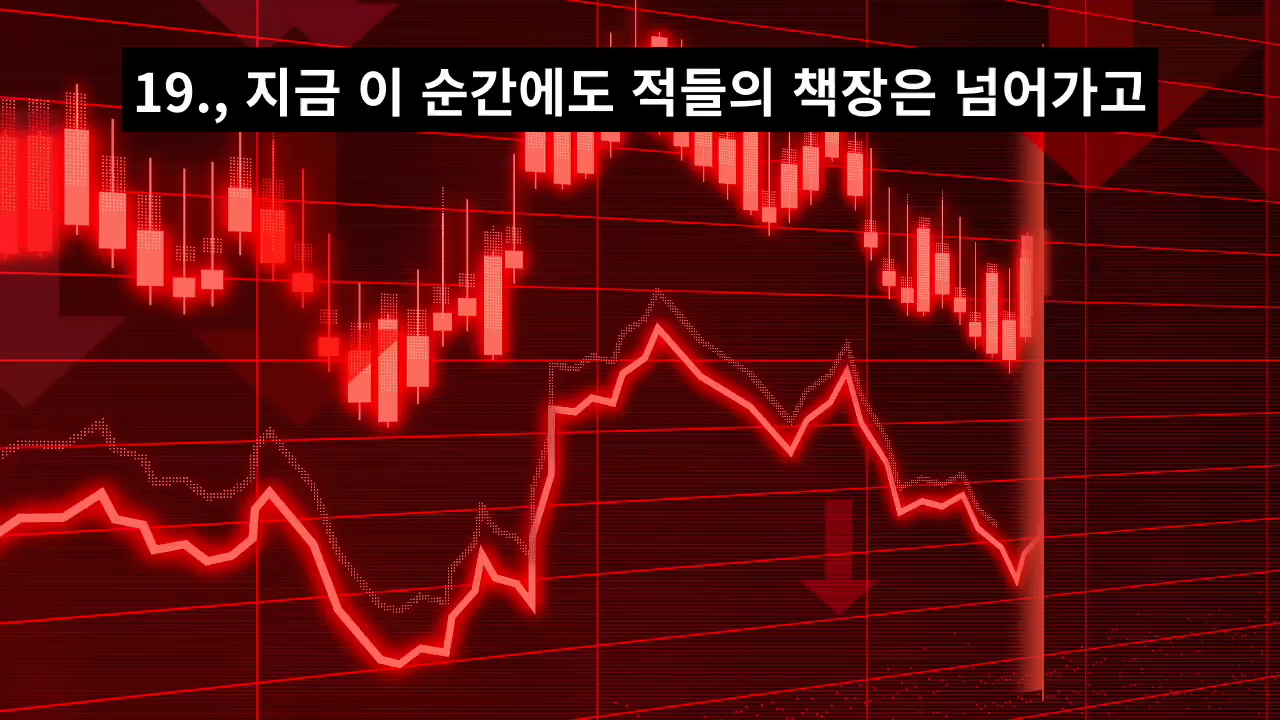 19., 지금 이 순간에도 적들의 책장은 넘어가고